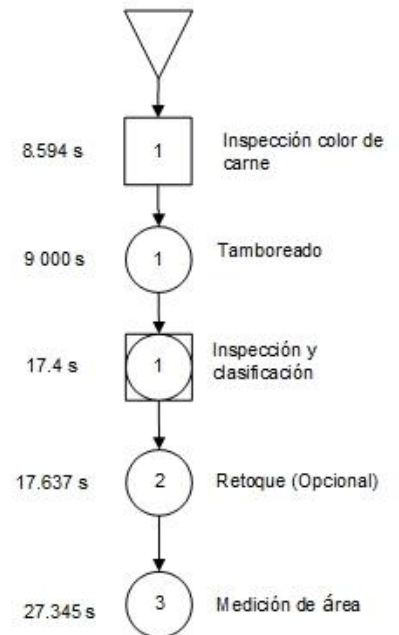 8.594 s
1
Inspección color de
carne
9 000 s
1
Tamboreado
17.4 s
1
Inspección y
clasificación
17.637 s
2
Retoque (Opcional)
27.345 s
3
Medición de área